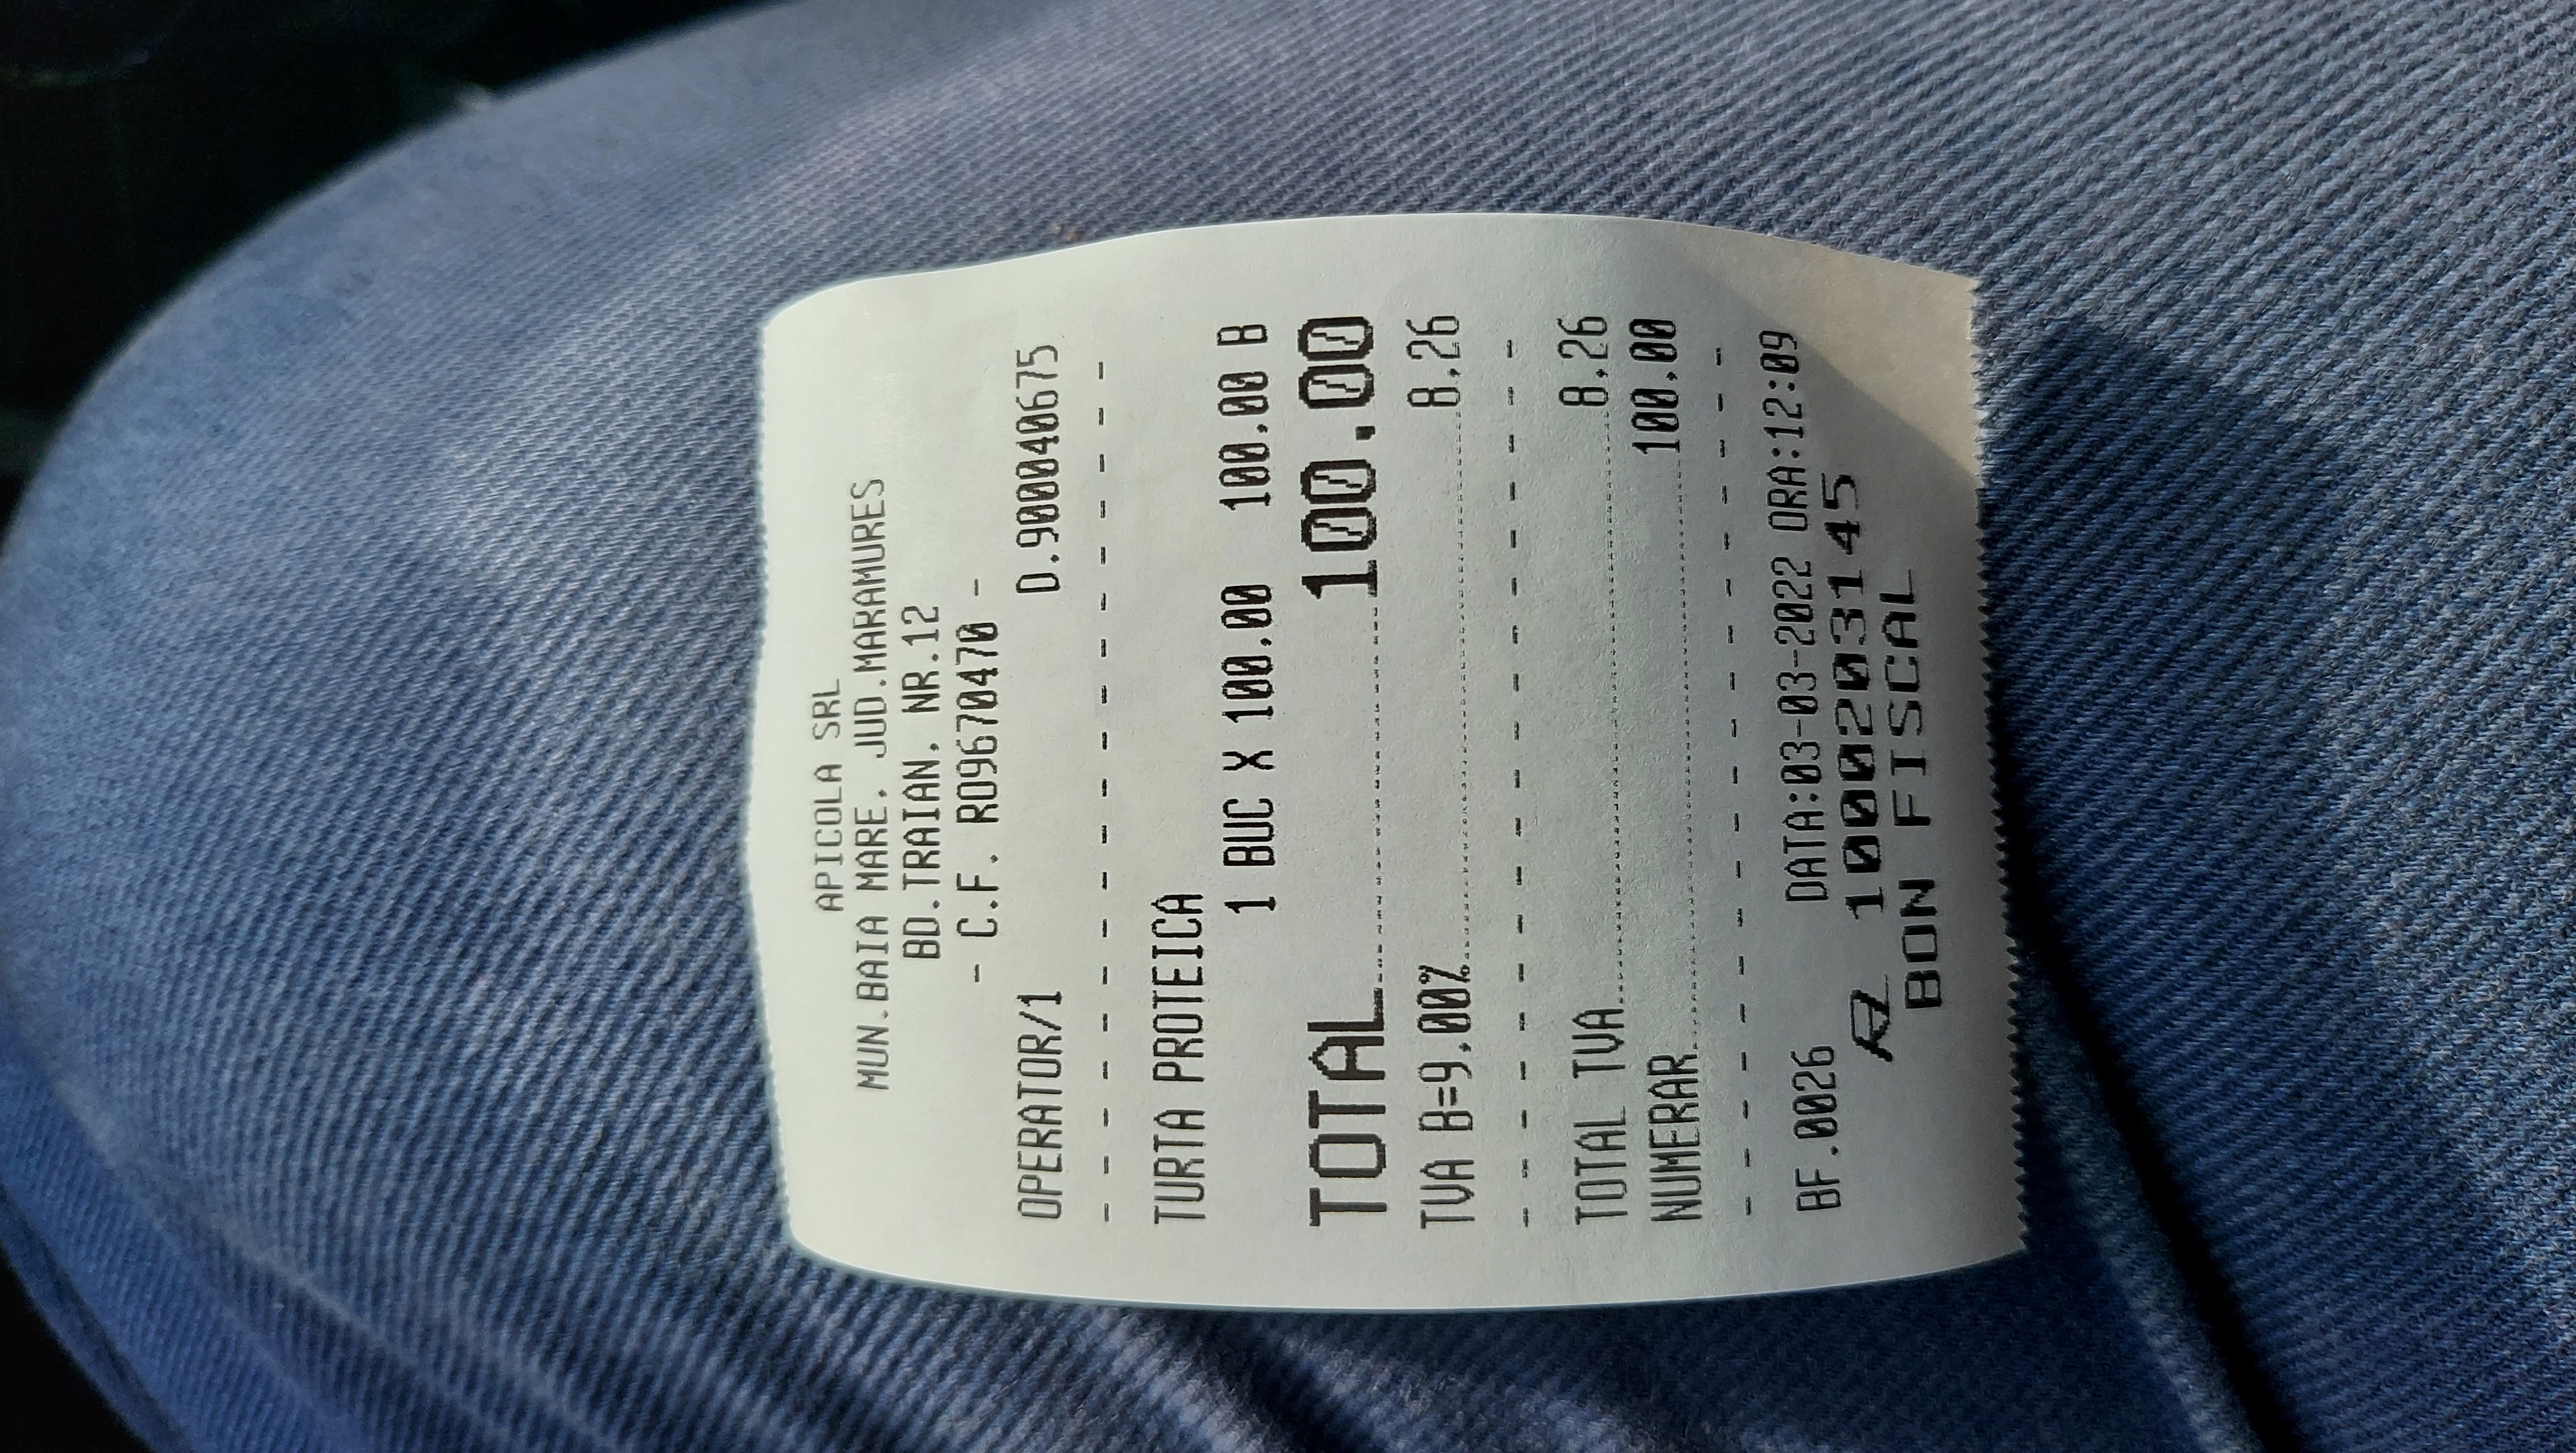 APICOLA SRL
MUN.BAIA MARE, JUD.MARAMURES
BD.TRAIAN, NR.12
- C.F. RO9670470 -
OPERATOR/1 D.9000406 75
TURTA PROTEICA
1 BUC X 100,00 100,00 B
TOTAL 100.00
TVA B=9,00% 8,26
TOTAL TVA 8,26
NUMERAR 100,00
BF.0026 DATA:03-03-2022 ORA:12:09
1000203145
BON FISCAL